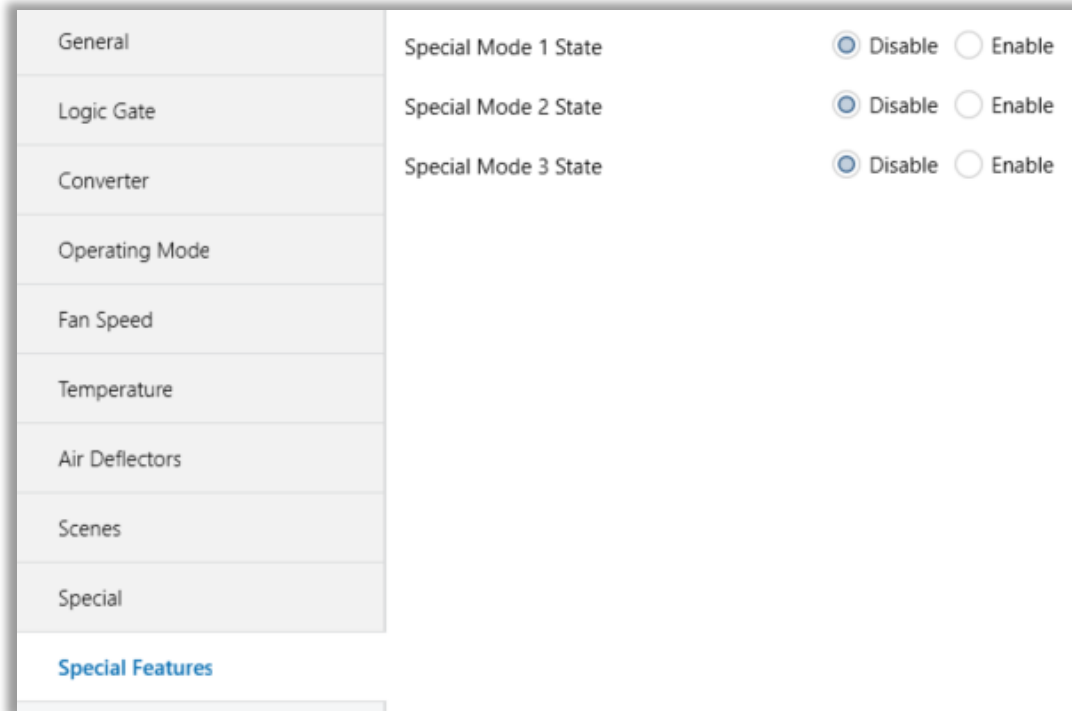 General
Logic Gate
Converter
Operating Mode
Fan Speed
Temperature
Air Deflectors
Scenes
Special
Special Features
Special Mode 1 State Disable Enable
Special Mode 2 State Disable Enable
Special Mode 3 State Disable Enable